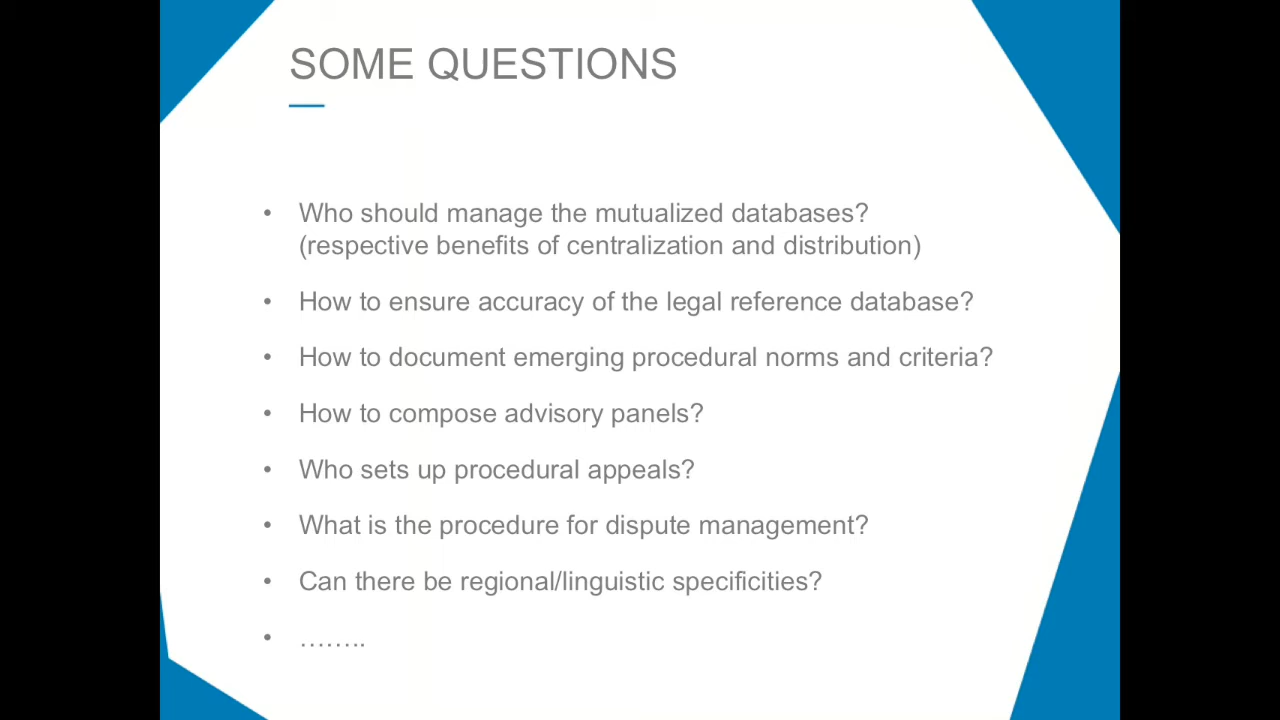 SOME QUESTIONS
• Who should manage the mutualized databases?
(respective benefits of centralization and distribution)
• How to ensure accuracy of the legal reference database?
• How to document emerging procedural norms and criteria?
• How to compose advisory panels?
• Who sets up procedural appeals?
• What is the procedure for dispute management?
• Can there be regional/linguistic specificities?
• ……..